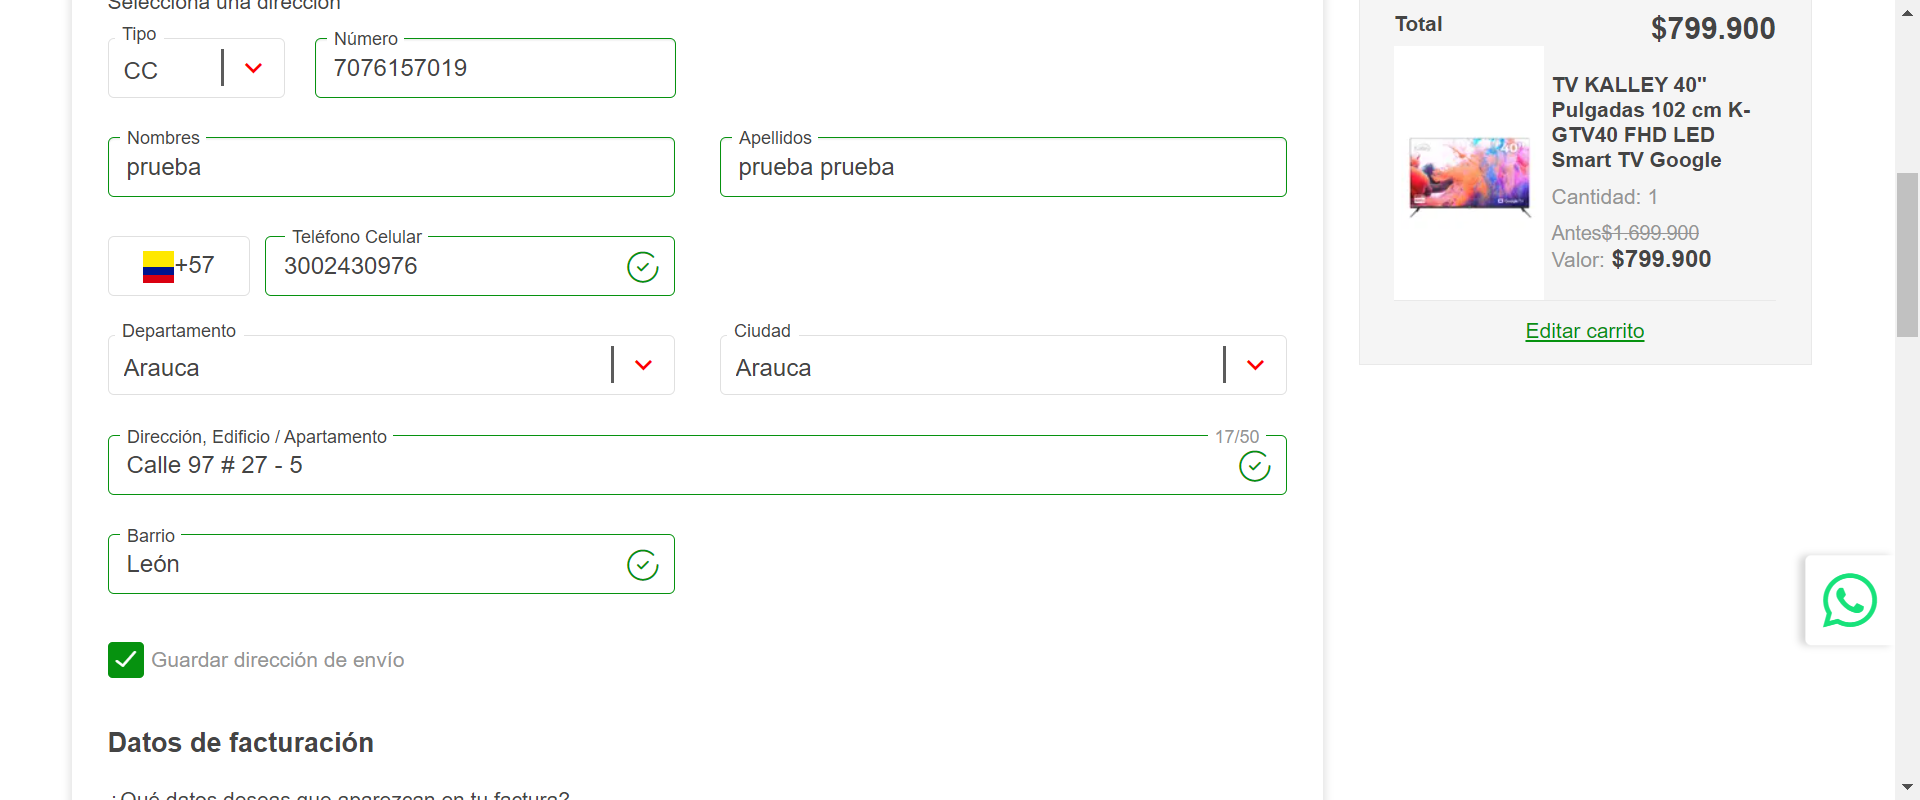 Selecciona una dirección
Tipo
CC
Número
7076157019
Nombres
prueba
Apellidos
prueba prueba
+57
Teléfono Celular
3002430976
Departamento
Arauca
Ciudad
Arauca
Dirección, Edificio / Apartamento
17/50
Calle 97 # 27 - 5
Barrio
León
Guardar dirección de envío
Datos de facturación
¿Qué datos deseas que aparezcan en tu factura?
Total
$799.900
TV KALLEY 40"
Pulgadas 102 cm K-
GTV40 FHD LED
Smart TV Google
Cantidad: 1
Antes$1.699.900
Valor: $799.900
Editar carrito